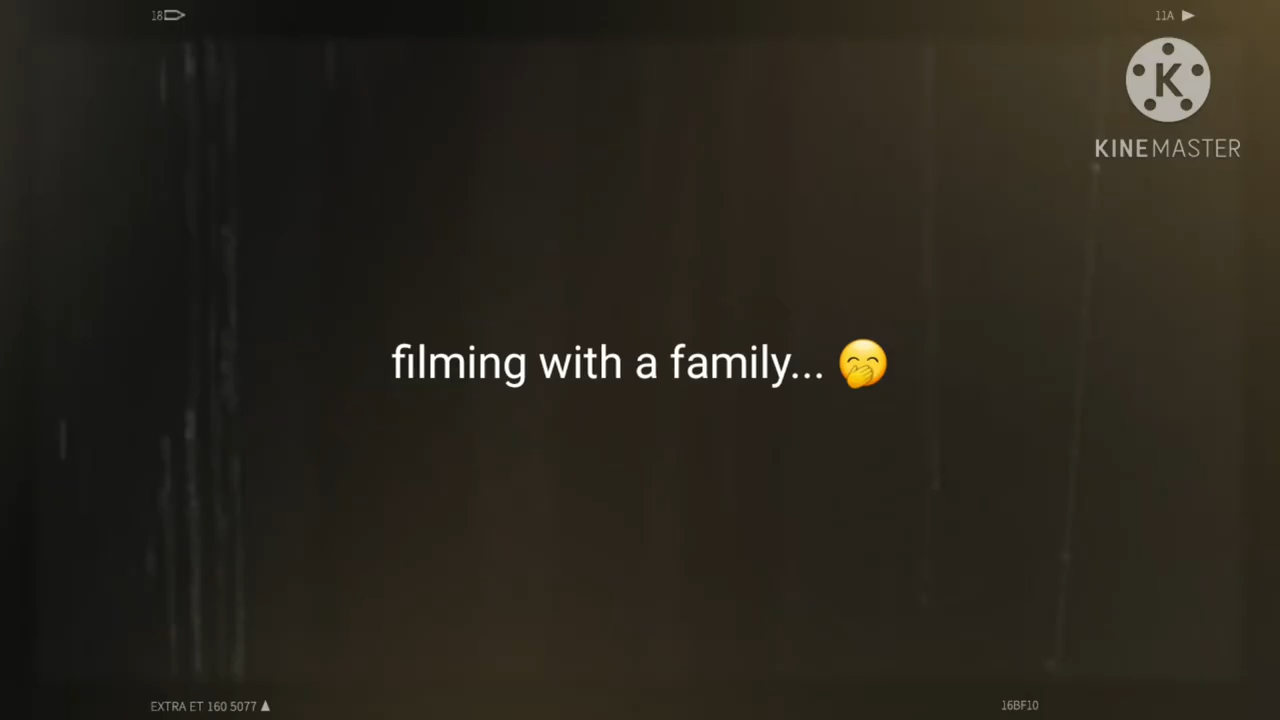 18
11A
K
KINEMASTER
filming with a family... 🤭
EXTRA ET 160 5077
16BF10